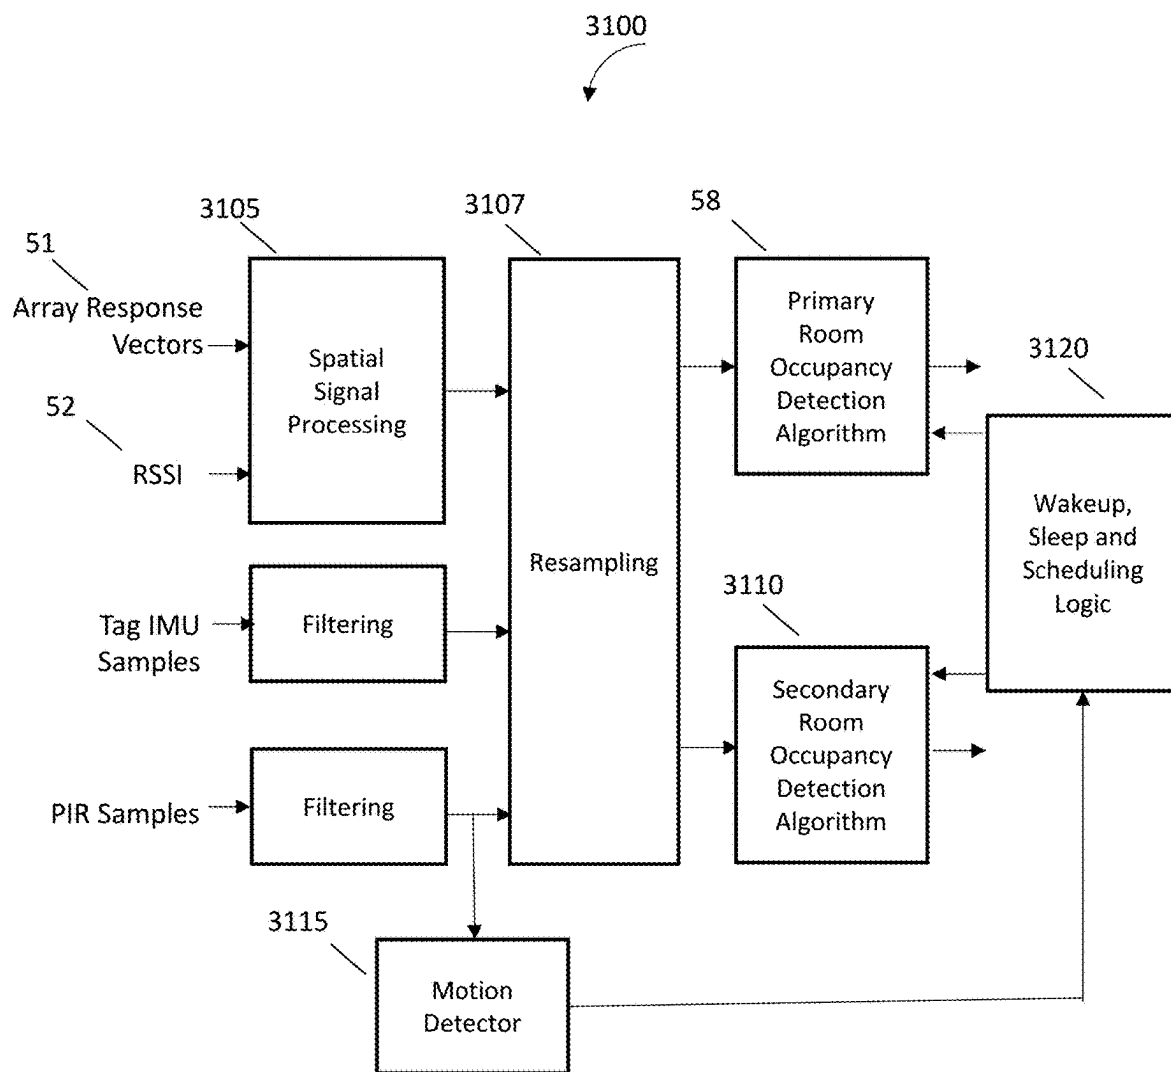 3100
3105
3107
58
51
Array Response
Vectors
Spatial
Signal
Processing
Primary
Room
Occupancy
Detection
Algorithm
3120
52
RSSI
Resampling
Wakeup,
Sleep and
Scheduling
Logic
3110
Tag IMU
Samples
Filtering
Secondary
Room
Occupancy
Detection
Algorithm
PIR Samples
Filtering
3115
Motion
Detector